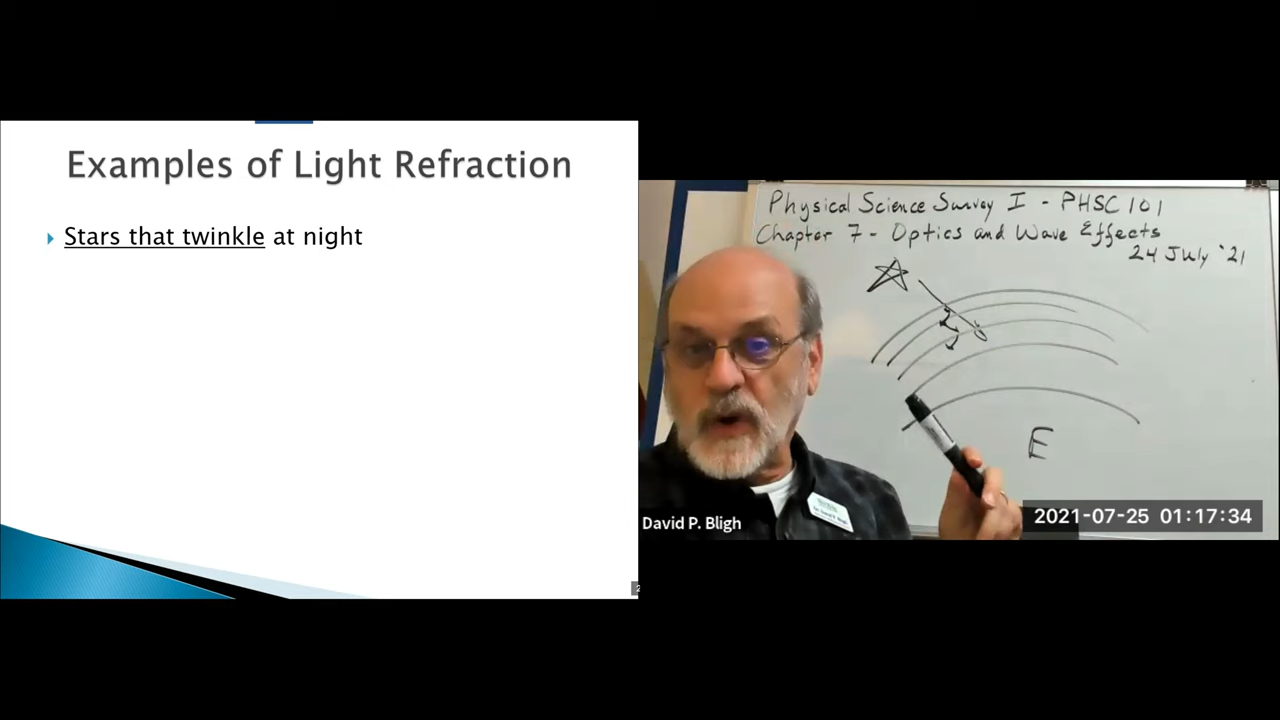 Examples of Light Refraction
Stars that twinkle at night
2
Physical Science Survey I - PHSC 101
Chapter 7 - Optics and Wave Effects
24 July '21
E
David P. Bligh
2021-07-25 01:17:34